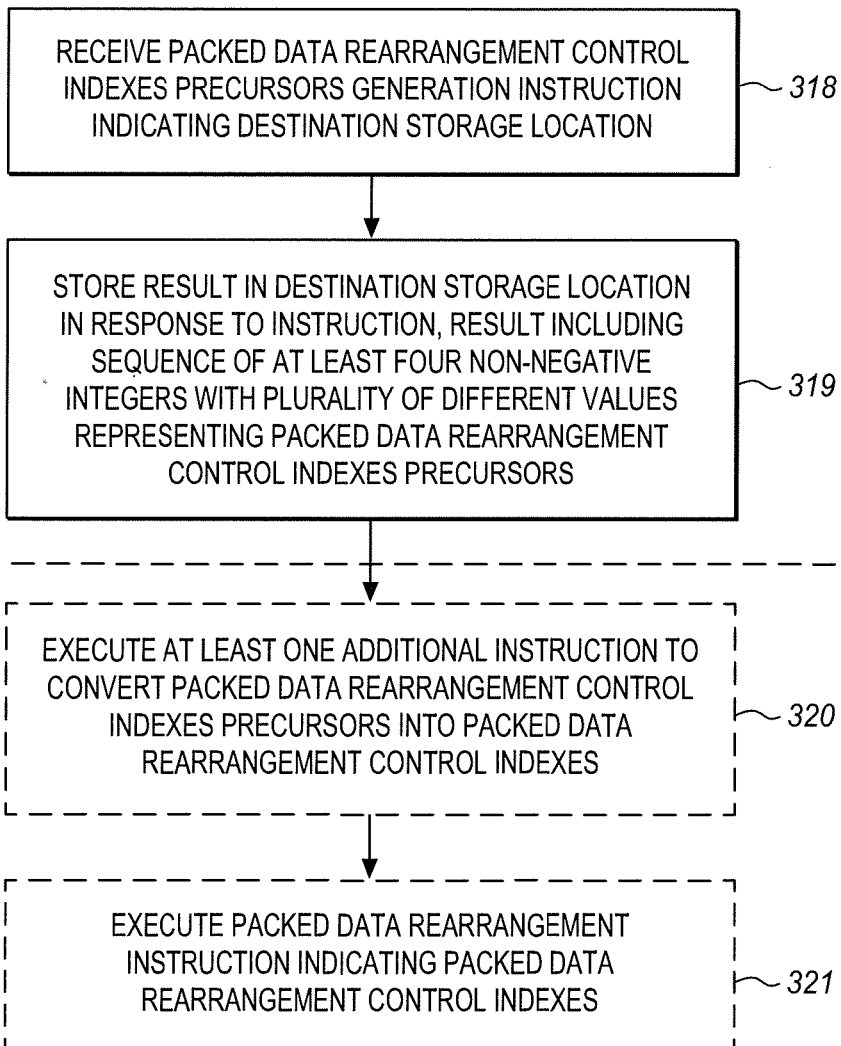 RECEIVE PACKED DATA REARRANGEMENT CONTROL
INDEXES PRECURSORS GENERATION INSTRUCTION
INDICATING DESTINATION STORAGE LOCATION
318
STORE RESULT IN DESTINATION STORAGE LOCATION
IN RESPONSE TO INSTRUCTION, RESULT INCLUDING
SEQUENCE OF AT LEAST FOUR NON-NEGATIVE
INTEGERS WITH PLURALITY OF DIFFERENT VALUES
REPRESENTING PACKED DATA REARRANGEMENT
CONTROL INDEXES PRECURSORS
319
EXECUTE AT LEAST ONE ADDITIONAL INSTRUCTION TO
CONVERT PACKED DATA REARRANGEMENT CONTROL
INDEXES PRECURSORS INTO PACKED DATA
REARRANGEMENT CONTROL INDEXES
320
EXECUTE PACKED DATA REARRANGEMENT
INSTRUCTION INDICATING PACKED DATA
REARRANGEMENT CONTROL INDEXES
321